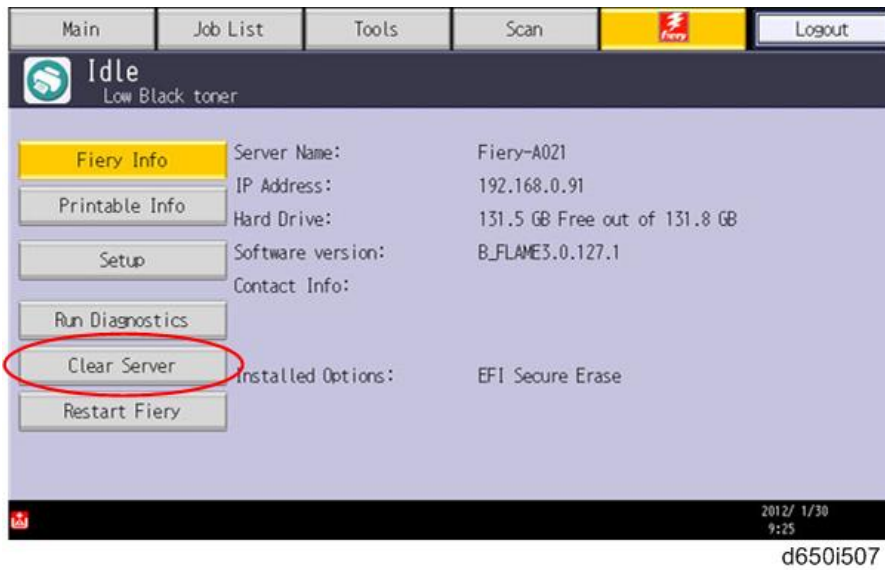 Main Job List Tools Scan Fiery Logout
Idle
Low Black toner
Fiery Info
Printable Info
Setup
Run Diagnostics
Clear Server
Restart Fiery
Server Name: Fiery-A021
IP Address: 192.168.0.91
Hard Drive: 131.5 GB Free out of 131.8 GB
Software version: B_FLAME3.0.127.1
Contact Info:
Installed Options: EFI Secure Erase
2012/ 1/30
9:25
d650i507